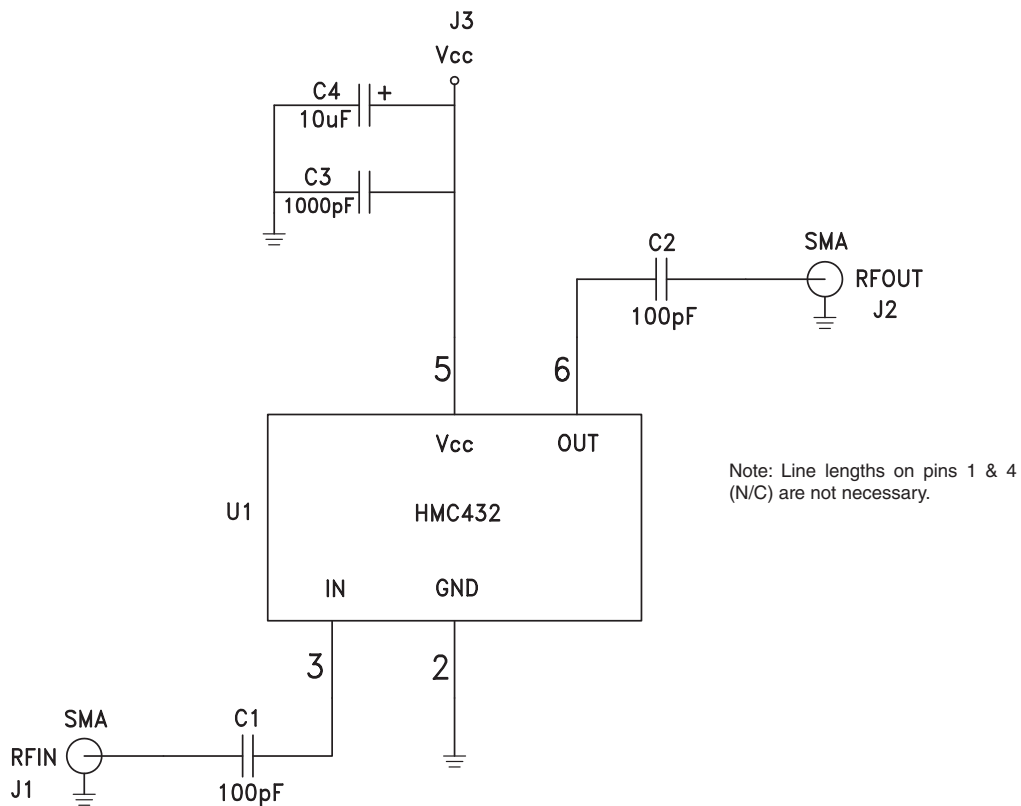 J3
Vcc
C4
+
10uF
C3
1000pF
C2
100pF
SMA
RFOUT
J2
5
6
Vcc
OUT
U1
HMC432
IN
GND
Note: Line lengths on pins 1 & 4
(N/C) are not necessary.
3
2
SMA
RFIN
J1
C1
100pF